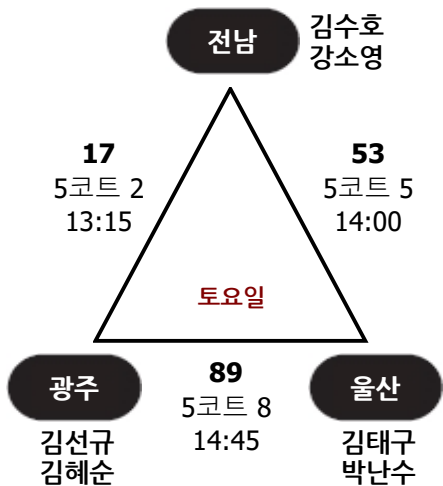 전남
김수호
강소영
17
5코트 2
13:15
53
5코트 5
14:00
토요일
광주
김선규
김혜순
89
5코트 8
14:45
울산
김태구
박난수